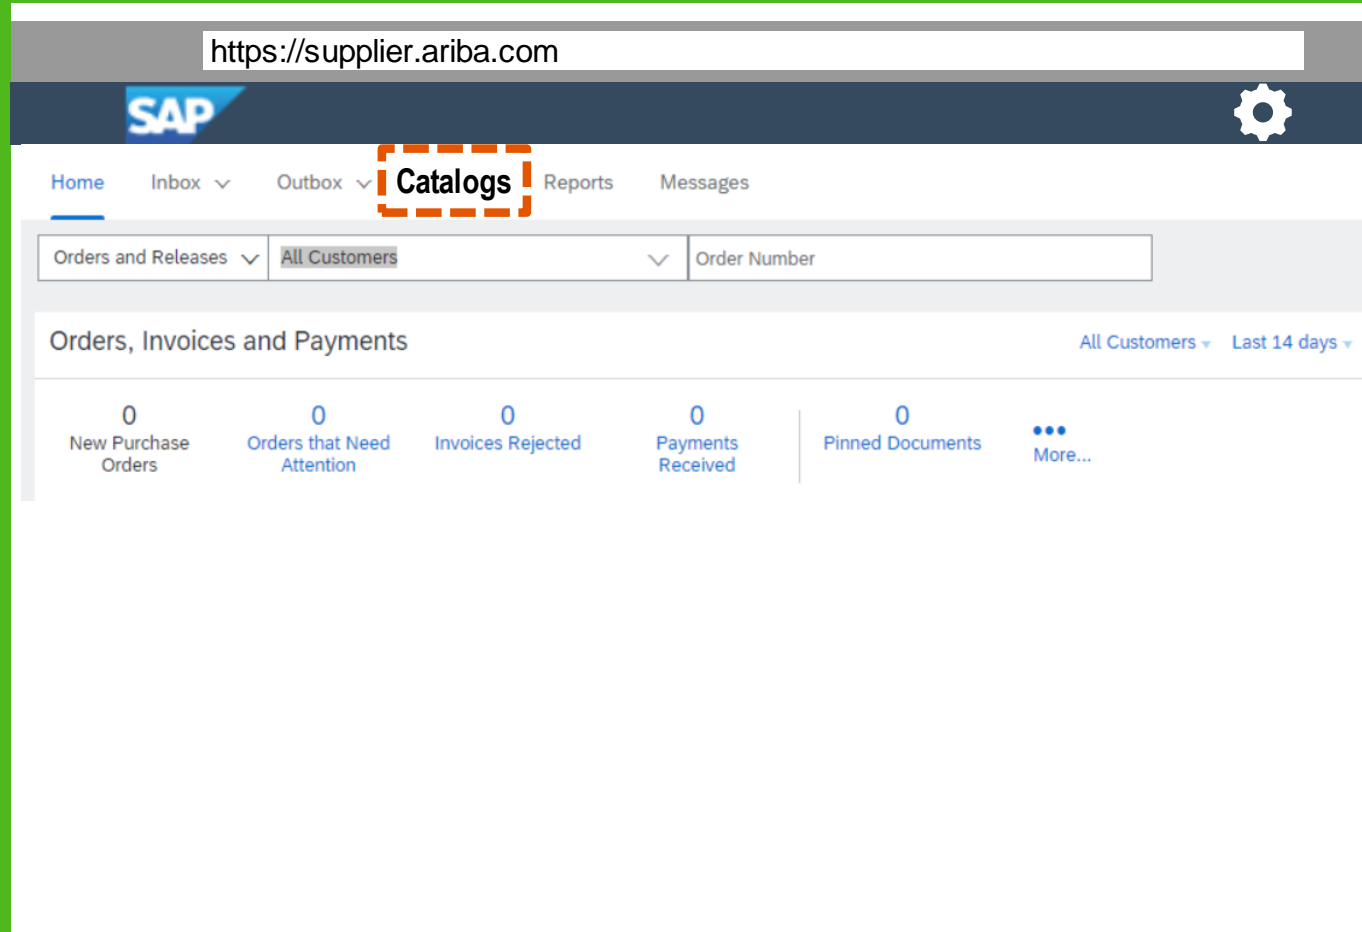 https://supplier.ariba.com
SAP
Home Inbox Outbox Catalogs Reports Messages
Orders and Releases All Customers Order Number
Orders, Invoices and Payments All Customers Last 14 days
0 0 0 0 0
New Purchase Orders that Need Invoices Rejected Payments Pinned Documents More...
Orders Attention Received